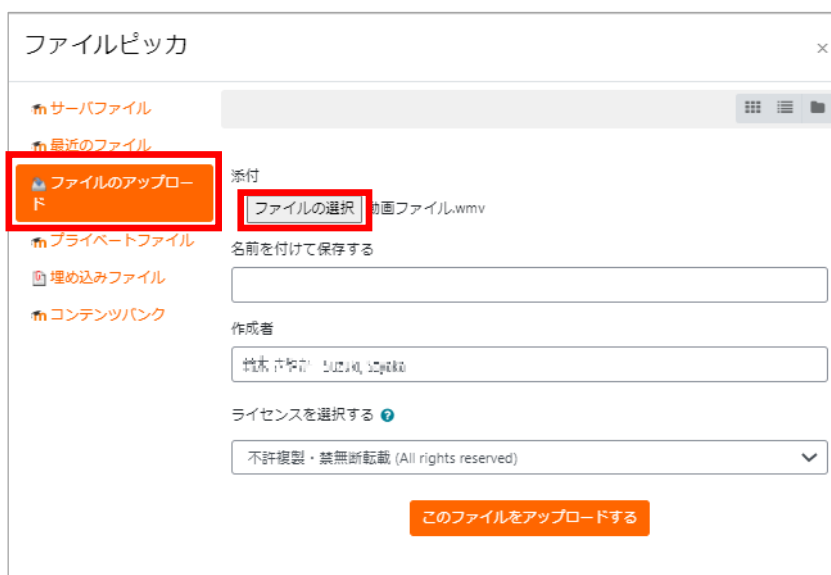 ファイルピッカ
×
サーバファイル
最近のファイル
ファイルのアップロー
ド
プライベートファイル
埋め込みファイル
コンテンツバンク
添付
ファイルの選択 動画ファイル.wmv
名前を付けて保存する
作成者
ライセンスを選択する
不許複製・禁無断転載 (All rights reserved)
このファイルをアップロードする